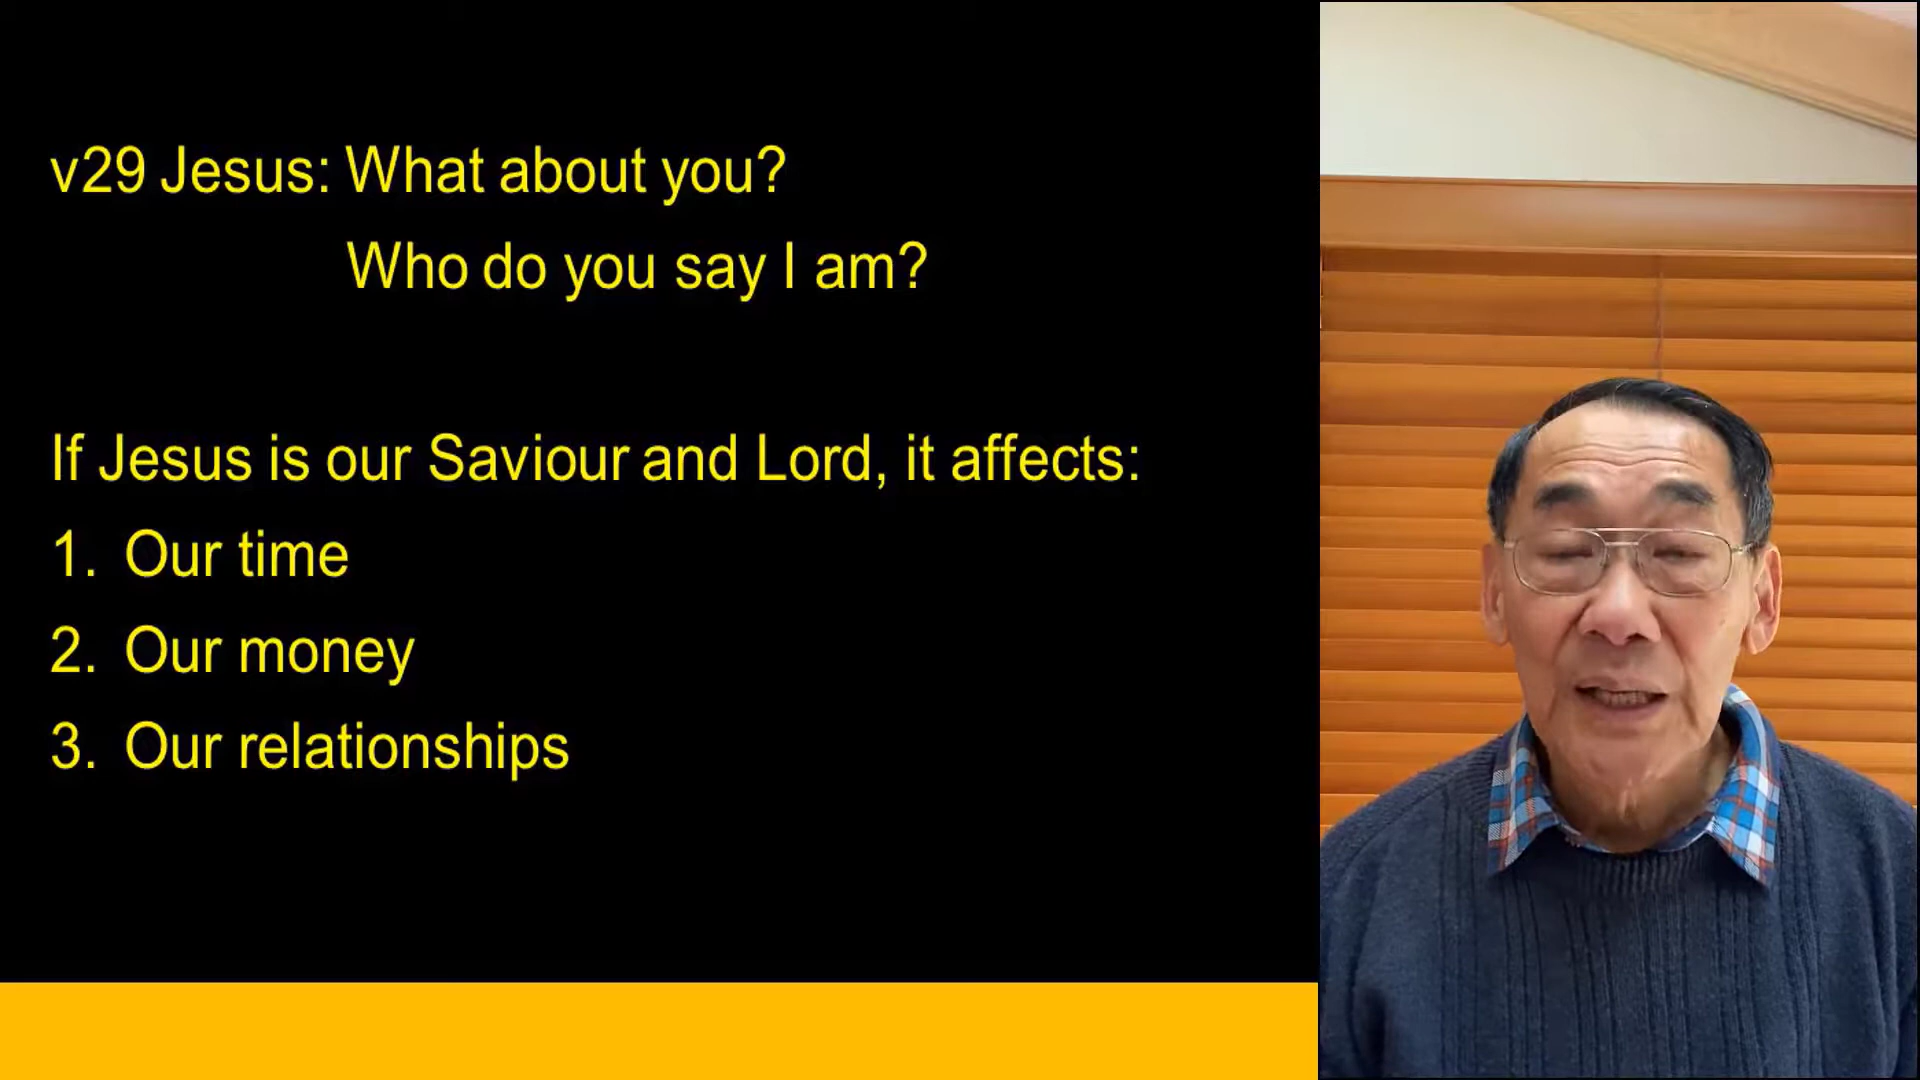 v29 Jesus: What about you?
Who do you say I am?
If Jesus is our Saviour and Lord, it affects:
1. Our time
2. Our money
3. Our relationships